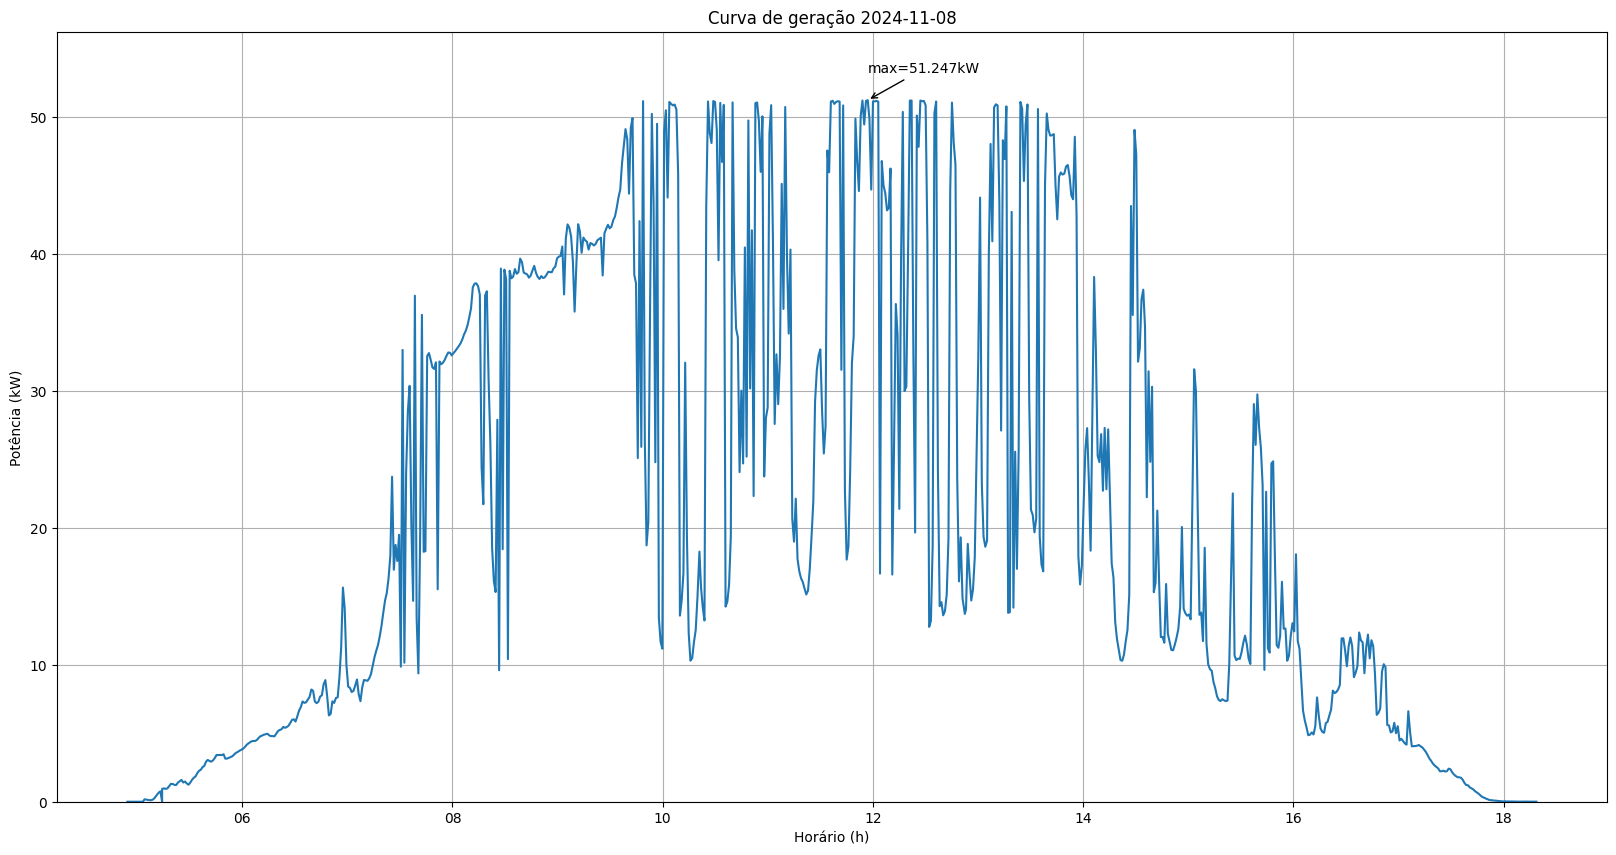 Curva de geração 2024-11-08
max=51.247kW
Potência (kW)
50
40
30
20
10
0
06 08 10 12 14 16 18
Horário (h)